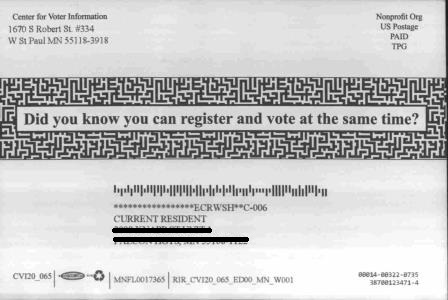 Center for Voter Information
1670 S Robert St. #334
W St Paul MN 55118-3918
Nonprofit Org
US Postage
PAID
TPG
Did you know you can register and vote at the same time?
******************ECRWSH**C-006
CURRENT RESIDENT
CVI20_065
MNFL0017365
RIR_CVI20_065_ED00_MN_W001
00014-00322-0735
38700123471-4